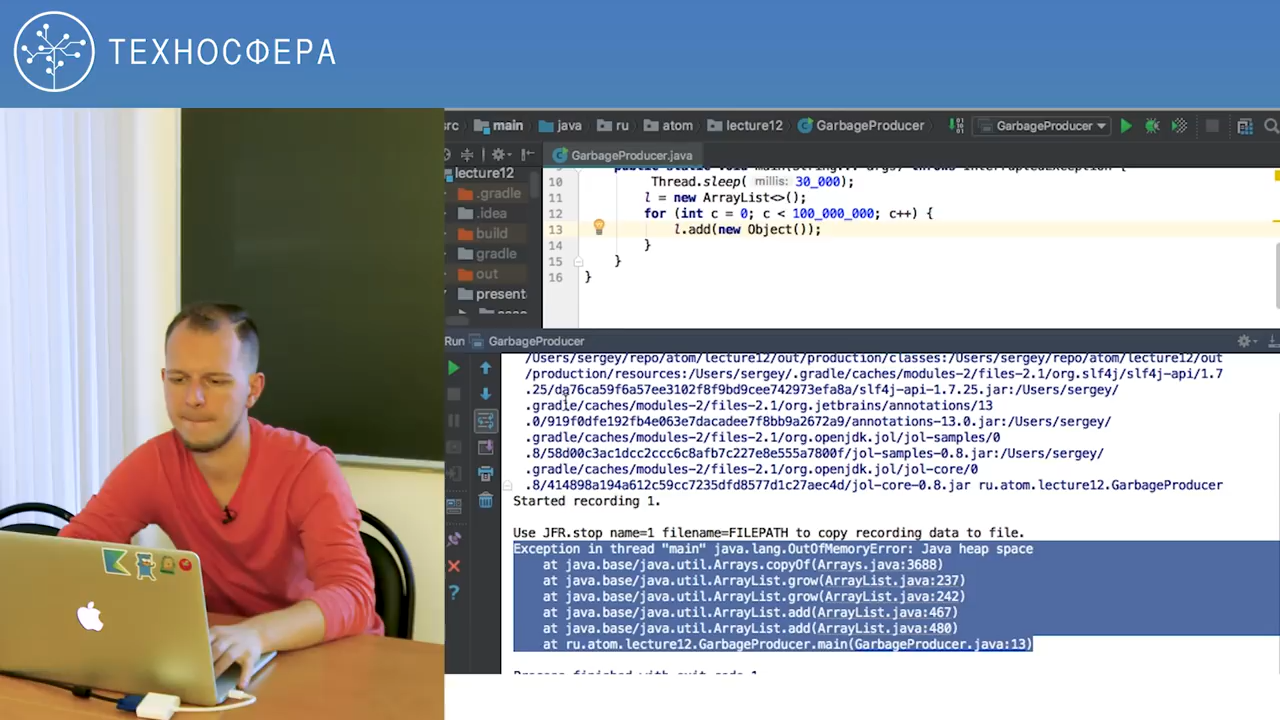 ТЕХНОСФЕРА
src main java ru atom lecture12 GarbageProducer GarbageProducer
GarbageProducer.java
lecture12
.gradle
.idea
build
gradle
out
present
10 Thread.sleep( millis: 30_000);
11 l = new ArrayList<>();
12 for (int c = 0; c < 100_000_000; c++) {
13 l.add(new Object());
14 }
15 }
16 }
Run GarbageProducer
/Users/sergey/repo/atom/lecture12/out/production/classes:/Users/sergey/repo/atom/lecture12/out
/production/resources:/Users/sergey/.gradle/caches/modules-2/files-2.1/org.slf4j/slf4j-api/1.7
.25/da76ca59f6a57ee3102f8f9bd9cee742973efa8a/slf4j-api-1.7.25.jar:/Users/sergey/
.gradle/caches/modules-2/files-2.1/org.jetbrains/annotations/13
.0/919f0dfe192fb4e063e7dacadee7f8bb9a2672a9/annotations-13.0.jar:/Users/sergey/
.gradle/caches/modules-2/files-2.1/org.openjdk.jol/jol-samples/0
.8/58d00c3ac1dcc2ccc6c8afb7c227e8e555a7800f/jol-samples-0.8.jar:/Users/sergey/
.gradle/caches/modules-2/files-2.1/org.openjdk.jol/jol-core/0
.8/414898a194a612c59cc7235dfd8577d1c27aec4d/jol-core-0.8.jar ru.atom.lecture12.GarbageProducer
Started recording 1.
Use JFR.stop name=1 filename=FILEPATH to copy recording data to file.
Exception in thread "main" java.lang.OutOfMemoryError: Java heap space
at java.base/java.util.Arrays.copyOf(Arrays.java:3688)
at java.base/java.util.ArrayList.grow(ArrayList.java:237)
at java.base/java.util.ArrayList.grow(ArrayList.java:242)
at java.base/java.util.ArrayList.add(ArrayList.java:467)
at java.base/java.util.ArrayList.add(ArrayList.java:480)
at ru.atom.lecture12.GarbageProducer.main(GarbageProducer.java:13)